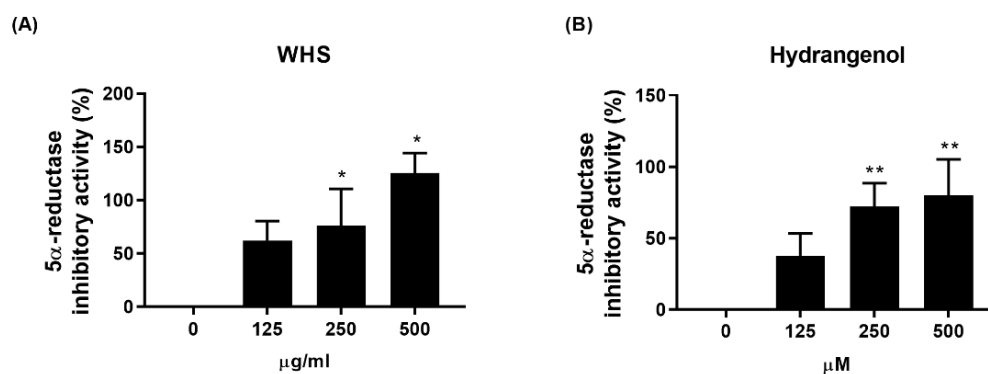 (A)
WHS
5α-reductase
inhibitory activity (%)
200
150
100
50
0
*
*
0 125 250 500
μg/ml
(B)
Hydrangenol
5α-reductase
inhibitory activity (%)
150
100
50
0
**
**
0 125 250 500
μM